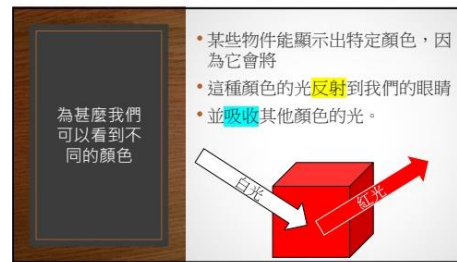 為甚麼我們
可以看到不
同的顏色
• 某些物件能顯示出特定顏色，因
為它會將
• 這種顏色的光反射到我們的眼睛
• 並吸收其他顏色的光。
白光
紅光